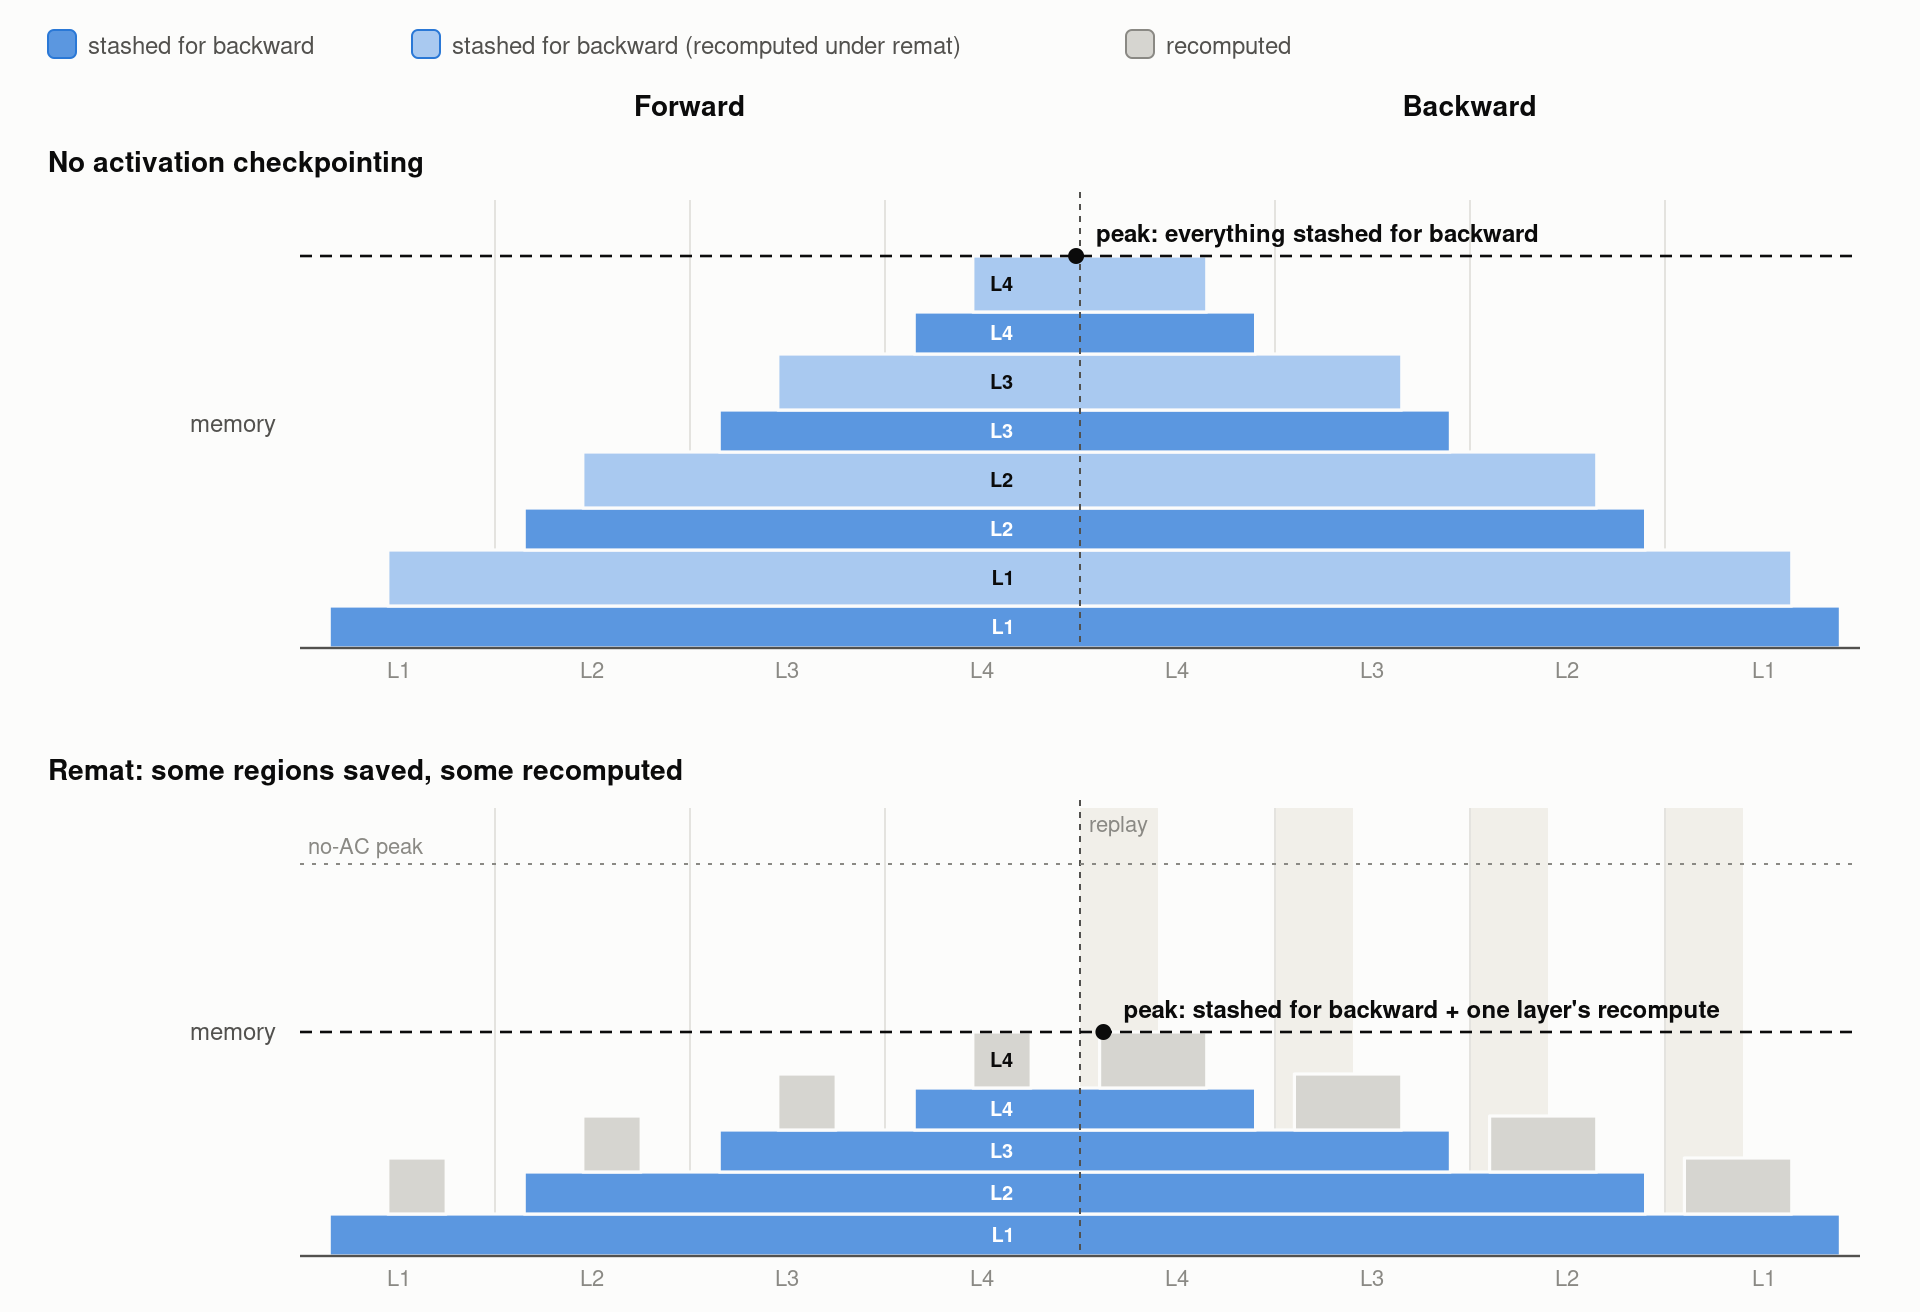 stashed for backward
stashed for backward (recomputed under remat)
recomputed
Forward
Backward
No activation checkpointing
peak: everything stashed for backward
L4
L4
L3
memory
L3
L2
L2
L1
L1
L1 L2 L3 L4 L4 L3 L2 L1
Remat: some regions saved, some recomputed
replay
no-AC peak
peak: stashed for backward + one layer's recompute
memory
L4
L4
L3
L2
L1
L1 L2 L3 L4 L4 L3 L2 L1